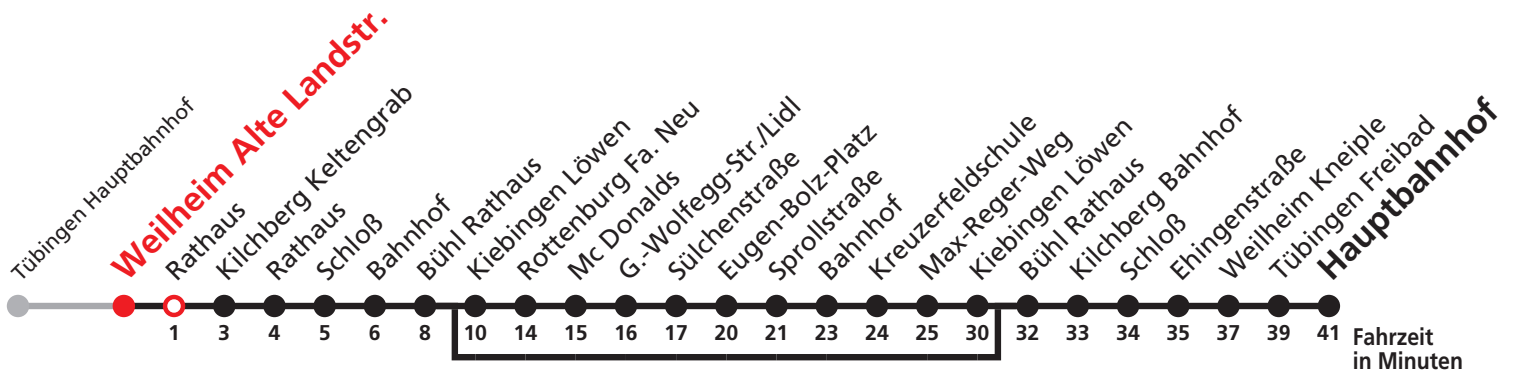 Tübingen Hauptbahnhof
Weilheim Alte Landstr.
Rathaus
Kilchberg Keltengrab
Rathaus
Schloß
Bahnhof
Bühl Rathaus
Kiebingen Löwen
Rottenburg Fa. Neu
Mc Donalds
G.-Wolfegg-Str./Lidl
Sülchenstraße
Eugen-Bolz-Platz
Sprollstraße
Bahnhof
Kreuzerfeldschule
Max-Reger-Weg
Kiebingen Löwen
Bühl Rathaus
Kilchberg Bahnhof
Schloß
Ehingenstraße
Weilheim Kneiple
Tübingen Freibad
Hauptbahnhof
1 3 4 5 6 8 10 14 15 16 17 20 21 23 24 25 30 32 33 34 35 37 39 41
Fahrzeit
in Minuten